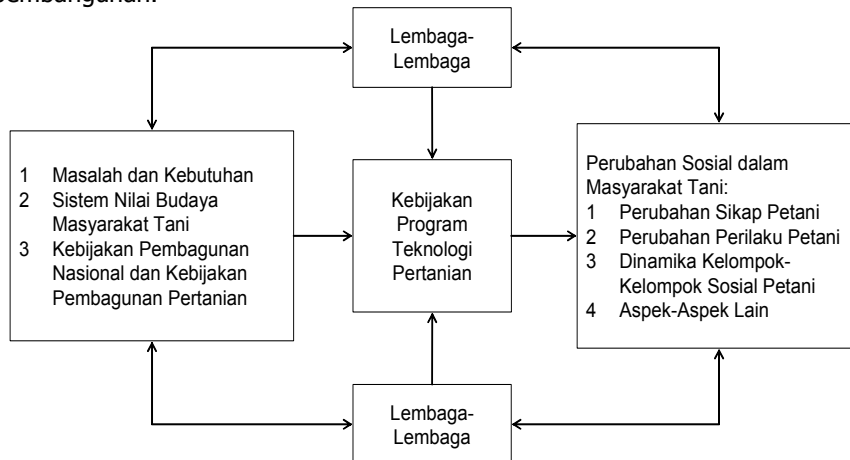 pembangunan.
Lembaga-
Lembaga
1 Masalah dan Kebutuhan
2 Sistem Nilai Budaya
Masyarakat Tani
3 Kebijakan Pembagunan
Nasional dan Kebijakan
Pembagunan Pertanian
Kebijakan
Program
Teknologi
Pertanian
Perubahan Sosial dalam
Masyarakat Tani:
1 Perubahan Sikap Petani
2 Perubahan Perilaku Petani
3 Dinamika Kelompok-
Kelompok Sosial Petani
4 Aspek-Aspek Lain
Lembaga-
Lembaga